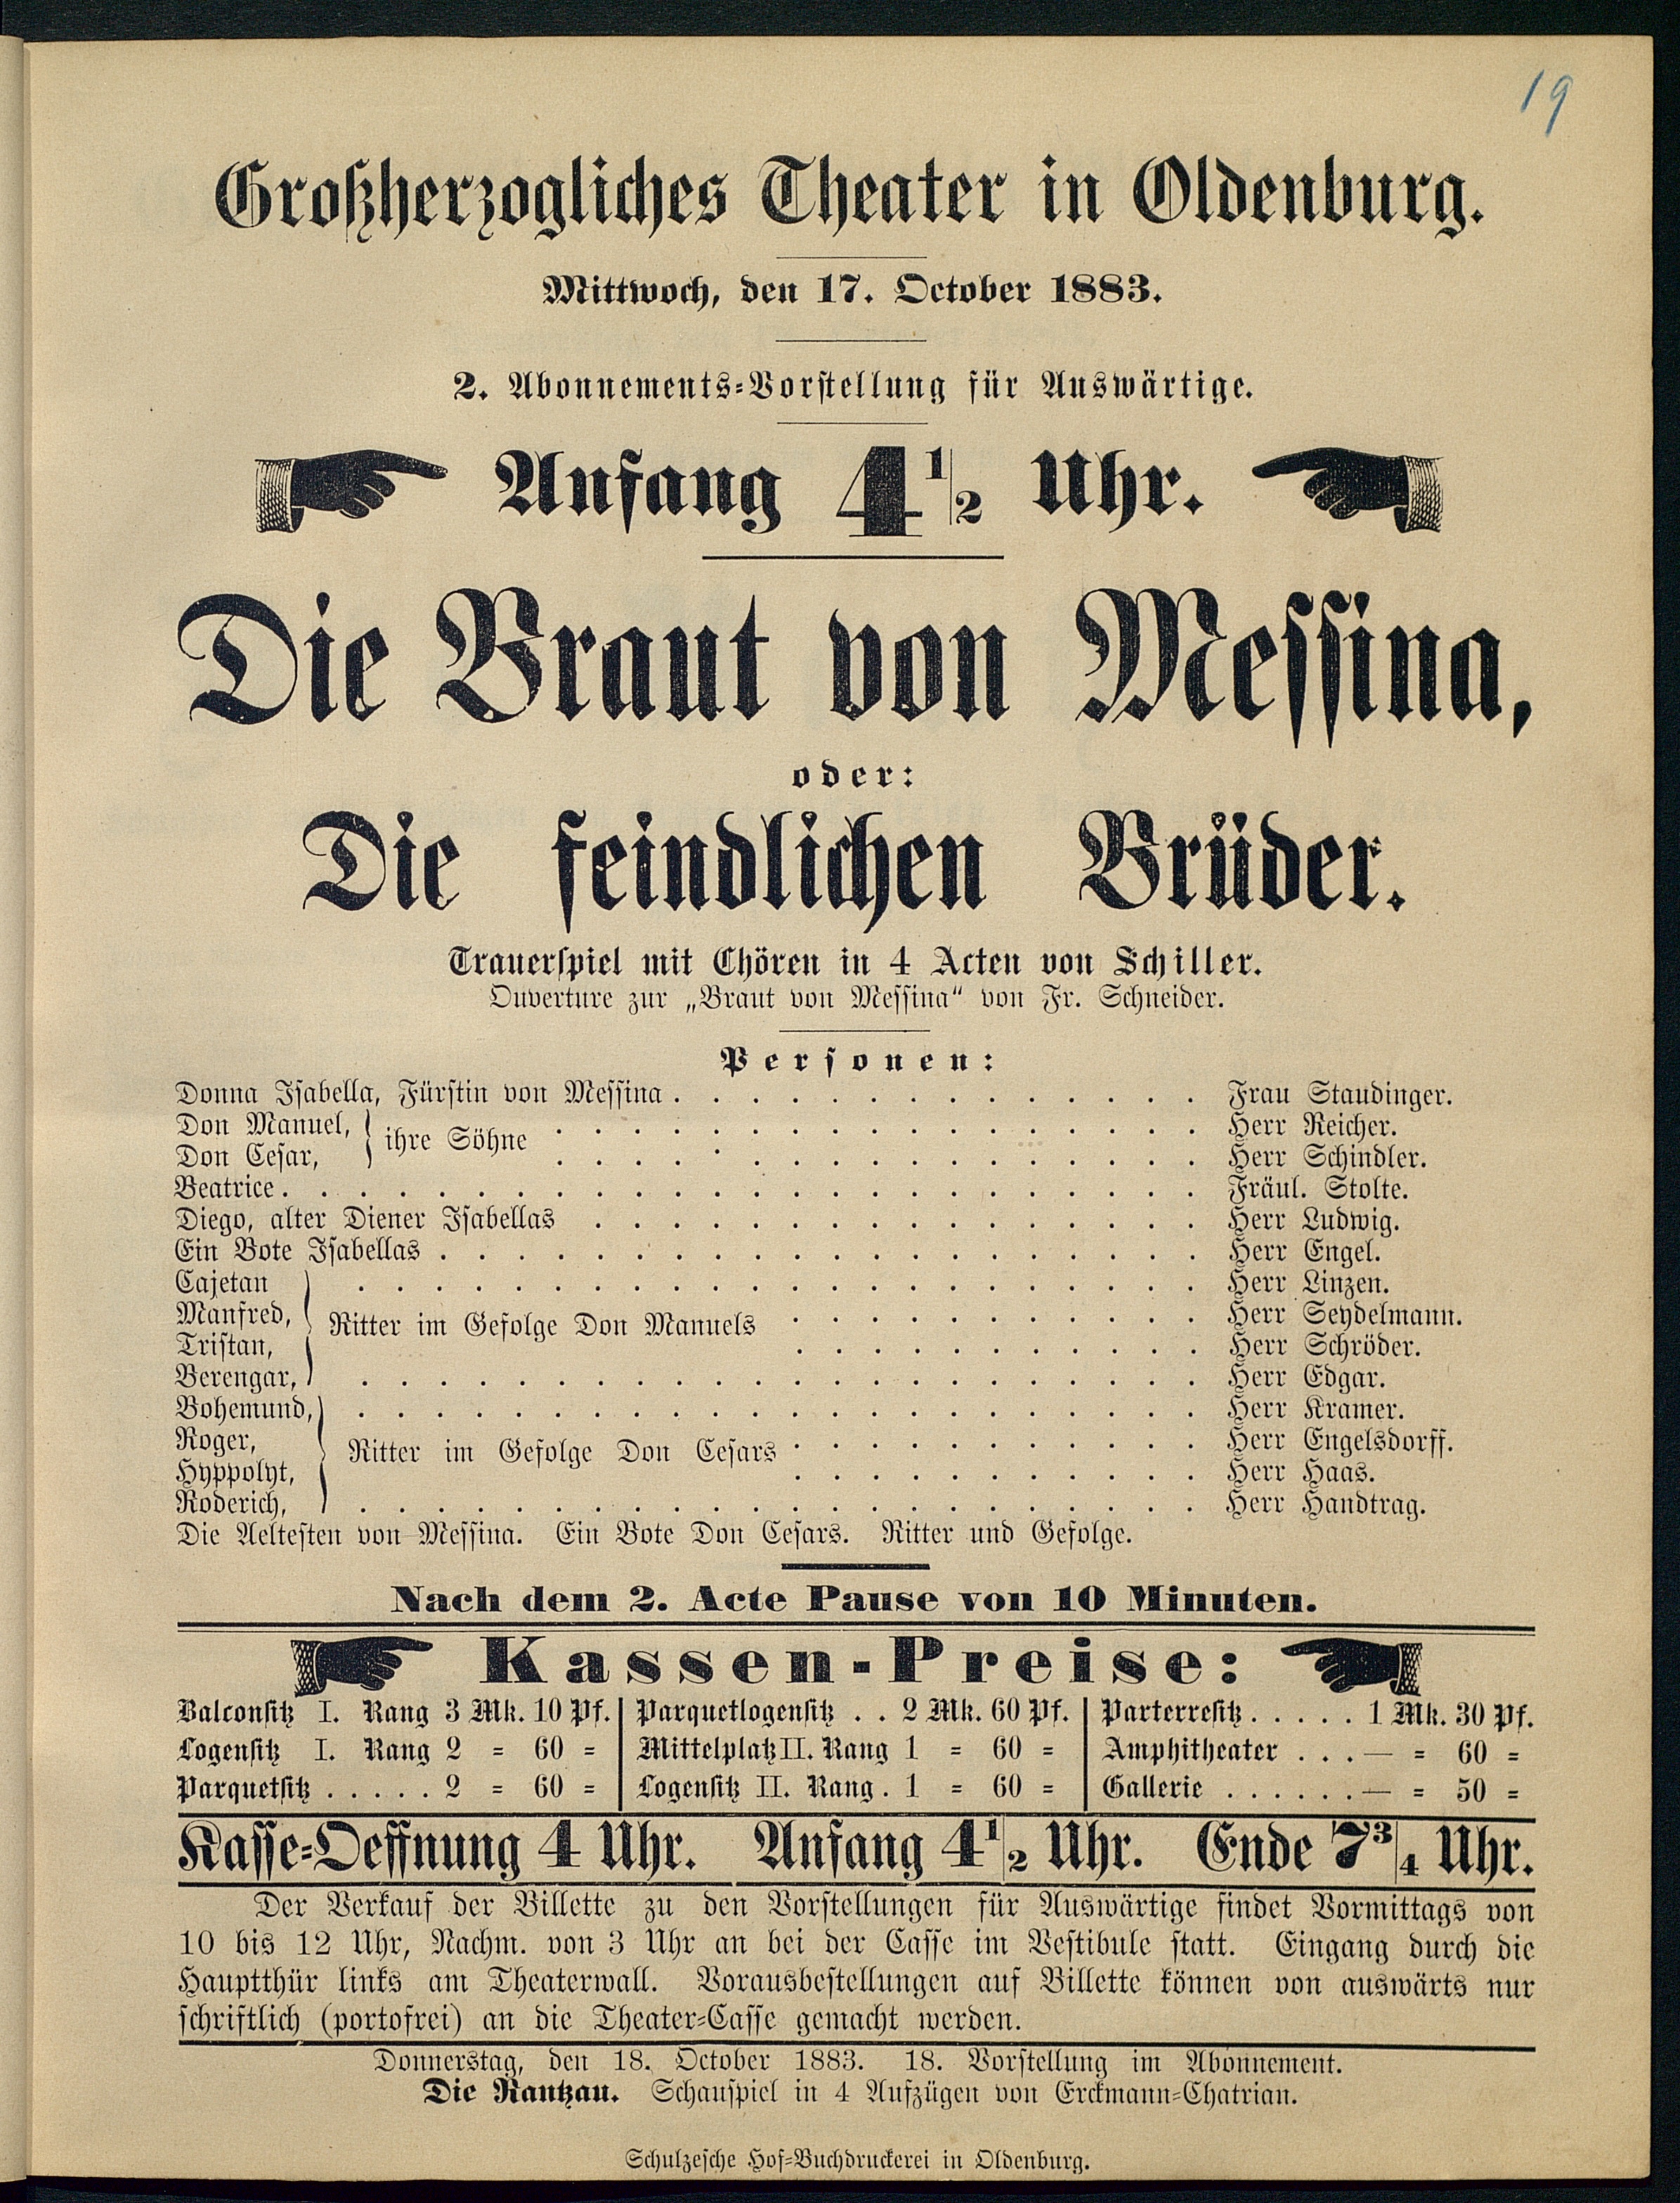 19
Großherzogliches Theater in Oldenburg.
Mittwoch, den 17. October 1883.
2. Abonnements=Vorstellung für Auswärtige.
Anfang 4 1/2 Uhr.
Die Braut von Messina,
oder:
Die feindlichen Brüder.
Trauerspiel mit Chören in 4 Acten von Schiller.
Ouverture zur „Braut von Messina“ von Fr. Schneider.
Personen:
Donna Isabella, Fürstin von Messina . . . . . . . . . . . . . . Frau Staudinger.
Don Manuel, } ihre Söhne . . . . . . . . . . . . . . . . . Herr Reicher.
Don Cesar, . . . . . . . . . . . . . . . . . Herr Schindler.
Beatrice . . . . . . . . . . . . . . . . . . . . . . . . Fräul. Stolte.
Diego, alter Diener Isabellas . . . . . . . . . . . . . . . . Herr Ludwig.
Ein Bote Isabellas . . . . . . . . . . . . . . . . . . . . Herr Engel.
Cajetan . . . . . . . . . . . . . . . . . . . . . . Herr Linzen.
Manfred, } Ritter im Gefolge Don Manuels . . . . . . . . . . . Herr Seydelmann.
Tristan, . . . . . . . . . . . Herr Schröder.
Berengar, . . . . . . . . . . . . . . . . . . . . . . Herr Edgar.
Bohemund, . . . . . . . . . . . . . . . . . . . . . . Herr Kramer.
Roger, } Ritter im Gefolge Don Cesars . . . . . . . . . . . Herr Engelsdorff.
Hyppolyt, . . . . . . . . . . . Herr Haas.
Roderich, . . . . . . . . . . . . . . . . . . . . . . Herr Handtrag.
Die Aeltesten von Messina. Ein Bote Don Cesars. Ritter und Gefolge.
Nach dem 2. Acte Pause von 10 Minuten.
Kassen-Preise:
Balconsitz I. Rang 3 Mk. 10 Pf. | Parquetlogensitz . . 2 Mk. 60 Pf. | Parterresitz . . . . . 1 Mk. 30 Pf.
Logensitz I. Rang 2 = 60 = | Mittelplatz II. Rang 1 = 60 = | Amphitheater . . . — = 60 =
Parquetsitz . . . . . 2 = 60 = | Logensitz II. Rang . 1 = 60 = | Gallerie . . . . . . . — = 50 =
Kasse=Oeffnung 4 Uhr. Anfang 4 1/2 Uhr. Ende 7 3/4 Uhr.
Der Verkauf der Billette zu den Vorstellungen für Auswärtige findet Vormittags von
10 bis 12 Uhr, Nachm. von 3 Uhr an bei der Casse im Vestibule statt. Eingang durch die
Hauptthür links am Theaterwall. Vorausbestellungen auf Billette können von auswärts nur
schriftlich (portofrei) an die Theater=Casse gemacht werden.
Donnerstag, den 18. October 1883. 18. Vorstellung im Abonnement.
Die Rantzau. Schauspiel in 4 Aufzügen von Erckmann=Chatrian.
Schulzesche Hof=Buchdruckerei in Oldenburg.